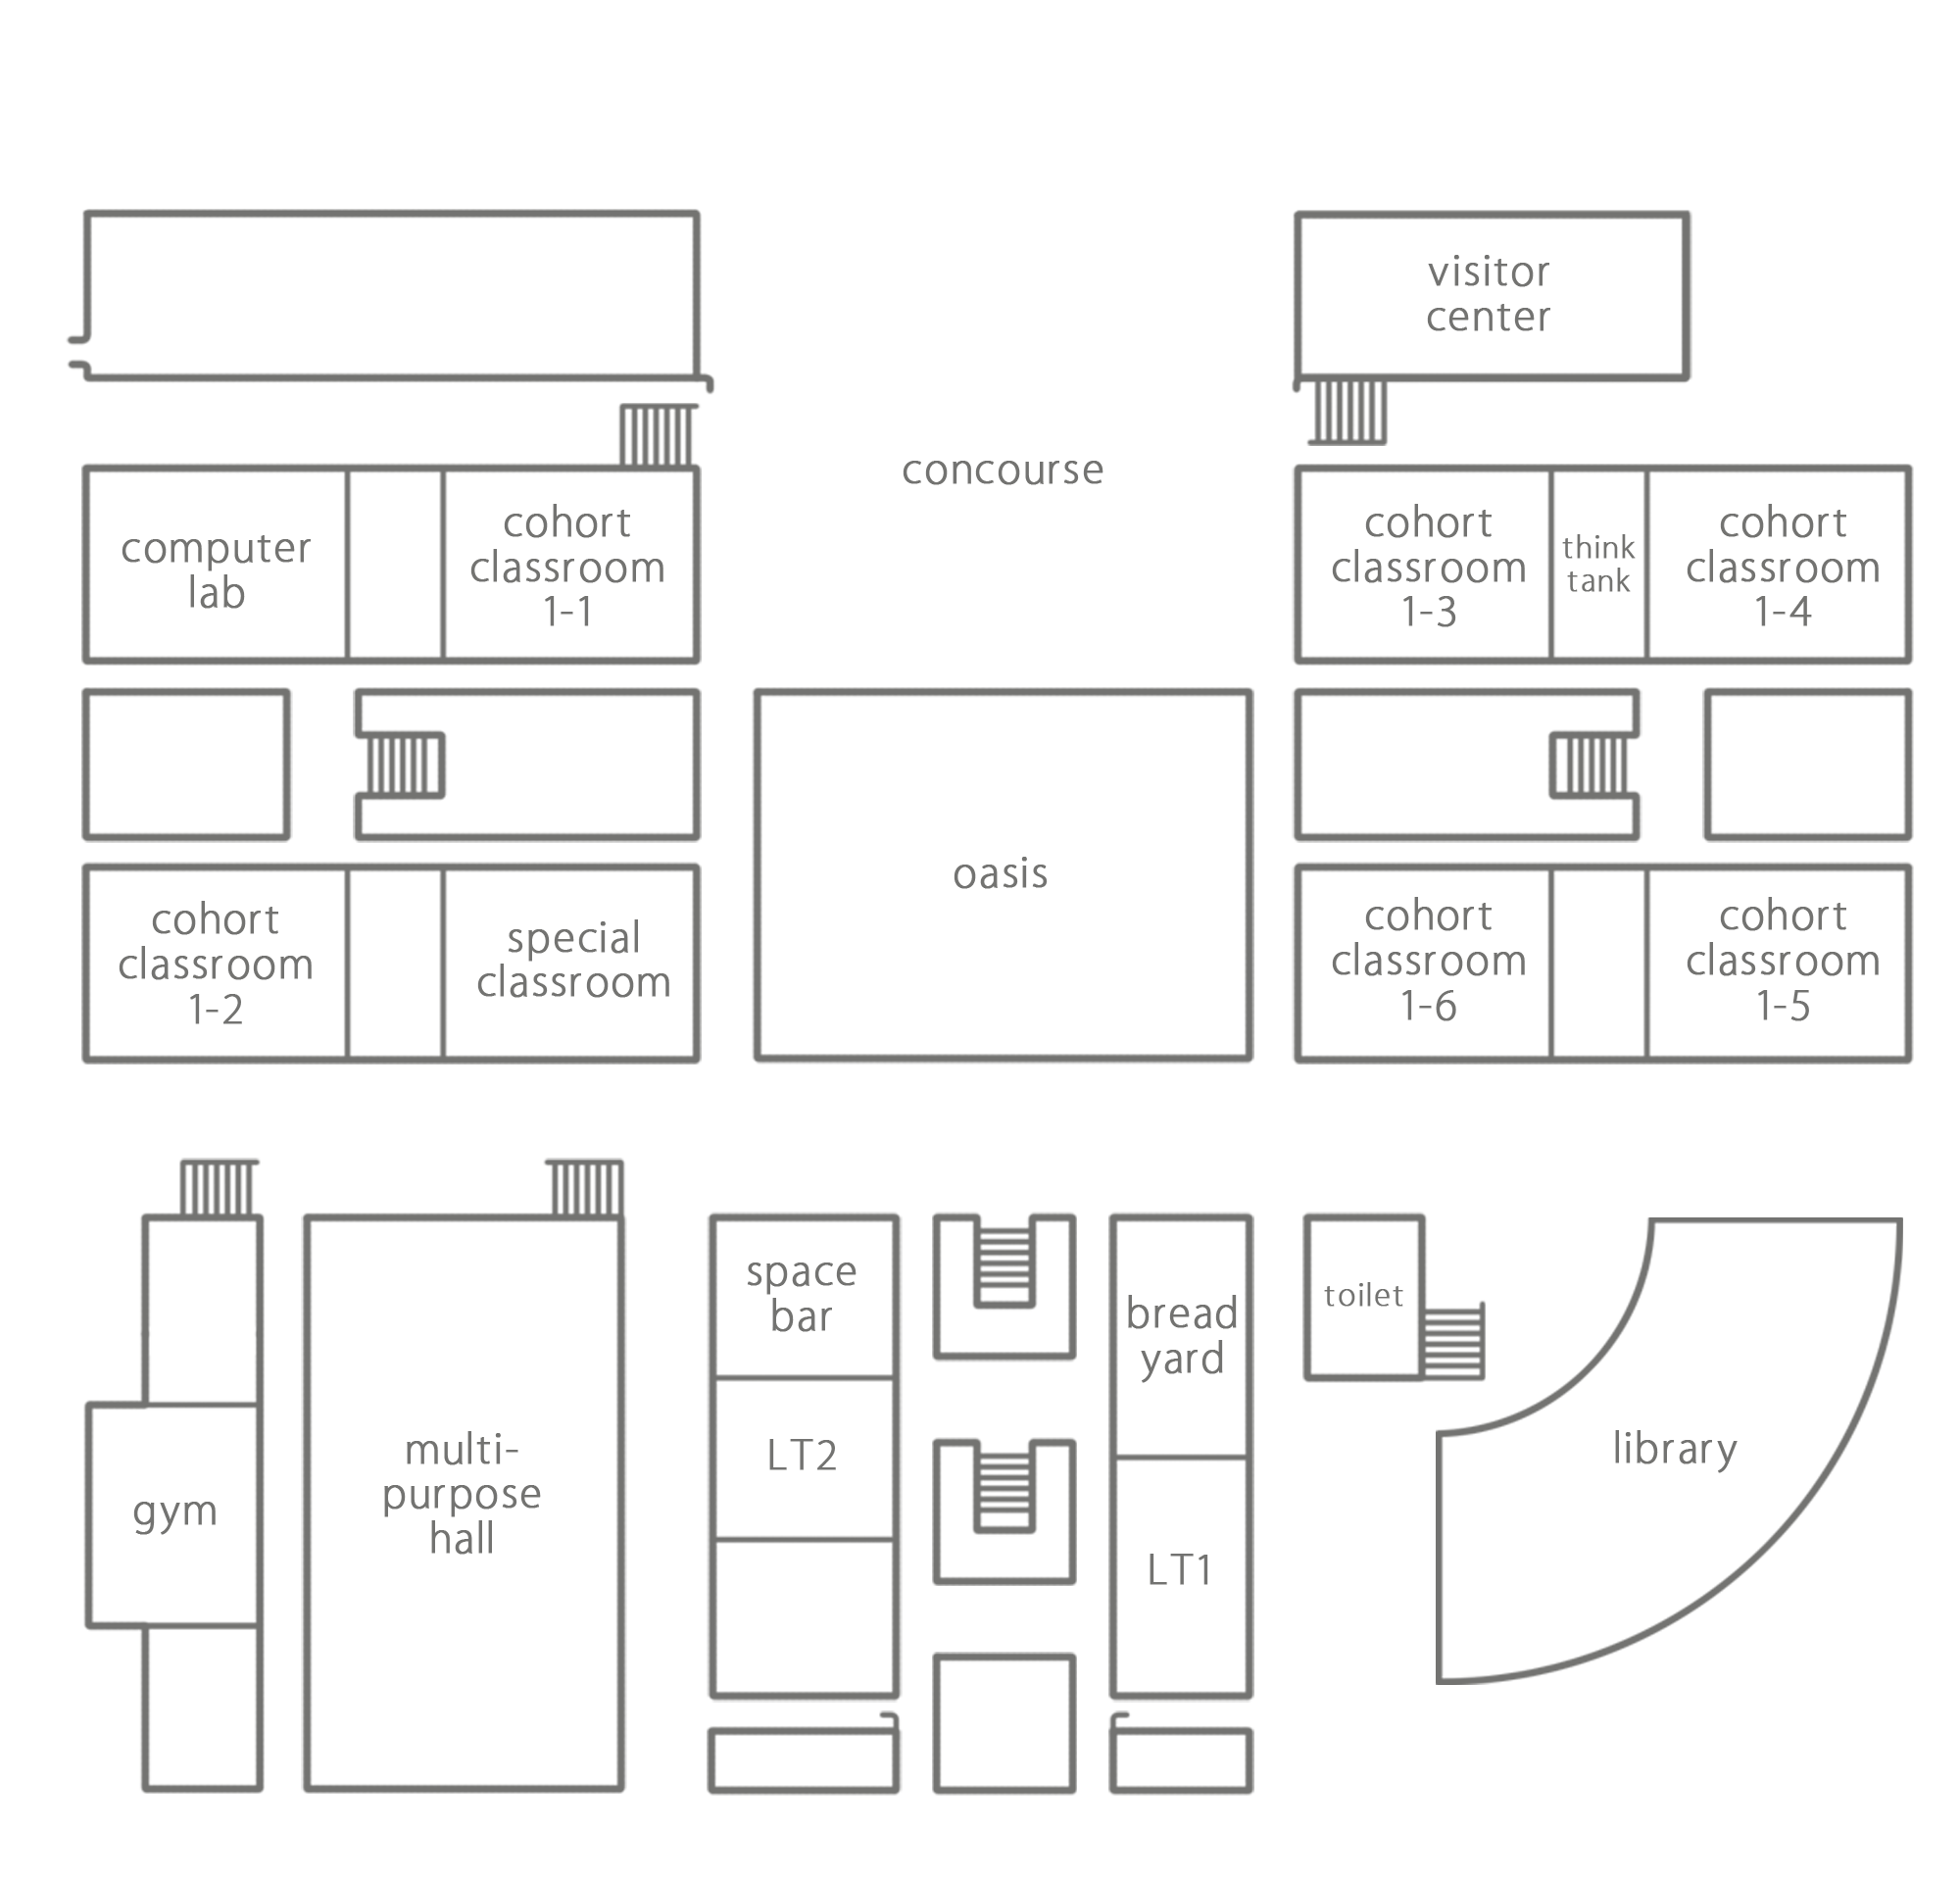 visitor
center
concourse
computer
lab
cohort
classroom
1-1
cohort
classroom
1-3
think
tank
cohort
classroom
1-4
oasis
cohort
classroom
1-2
special
classroom
cohort
classroom
1-6
cohort
classroom
1-5
gym
multi-
purpose
hall
space
bar
LT2
bread
yard
LT1
toilet
library